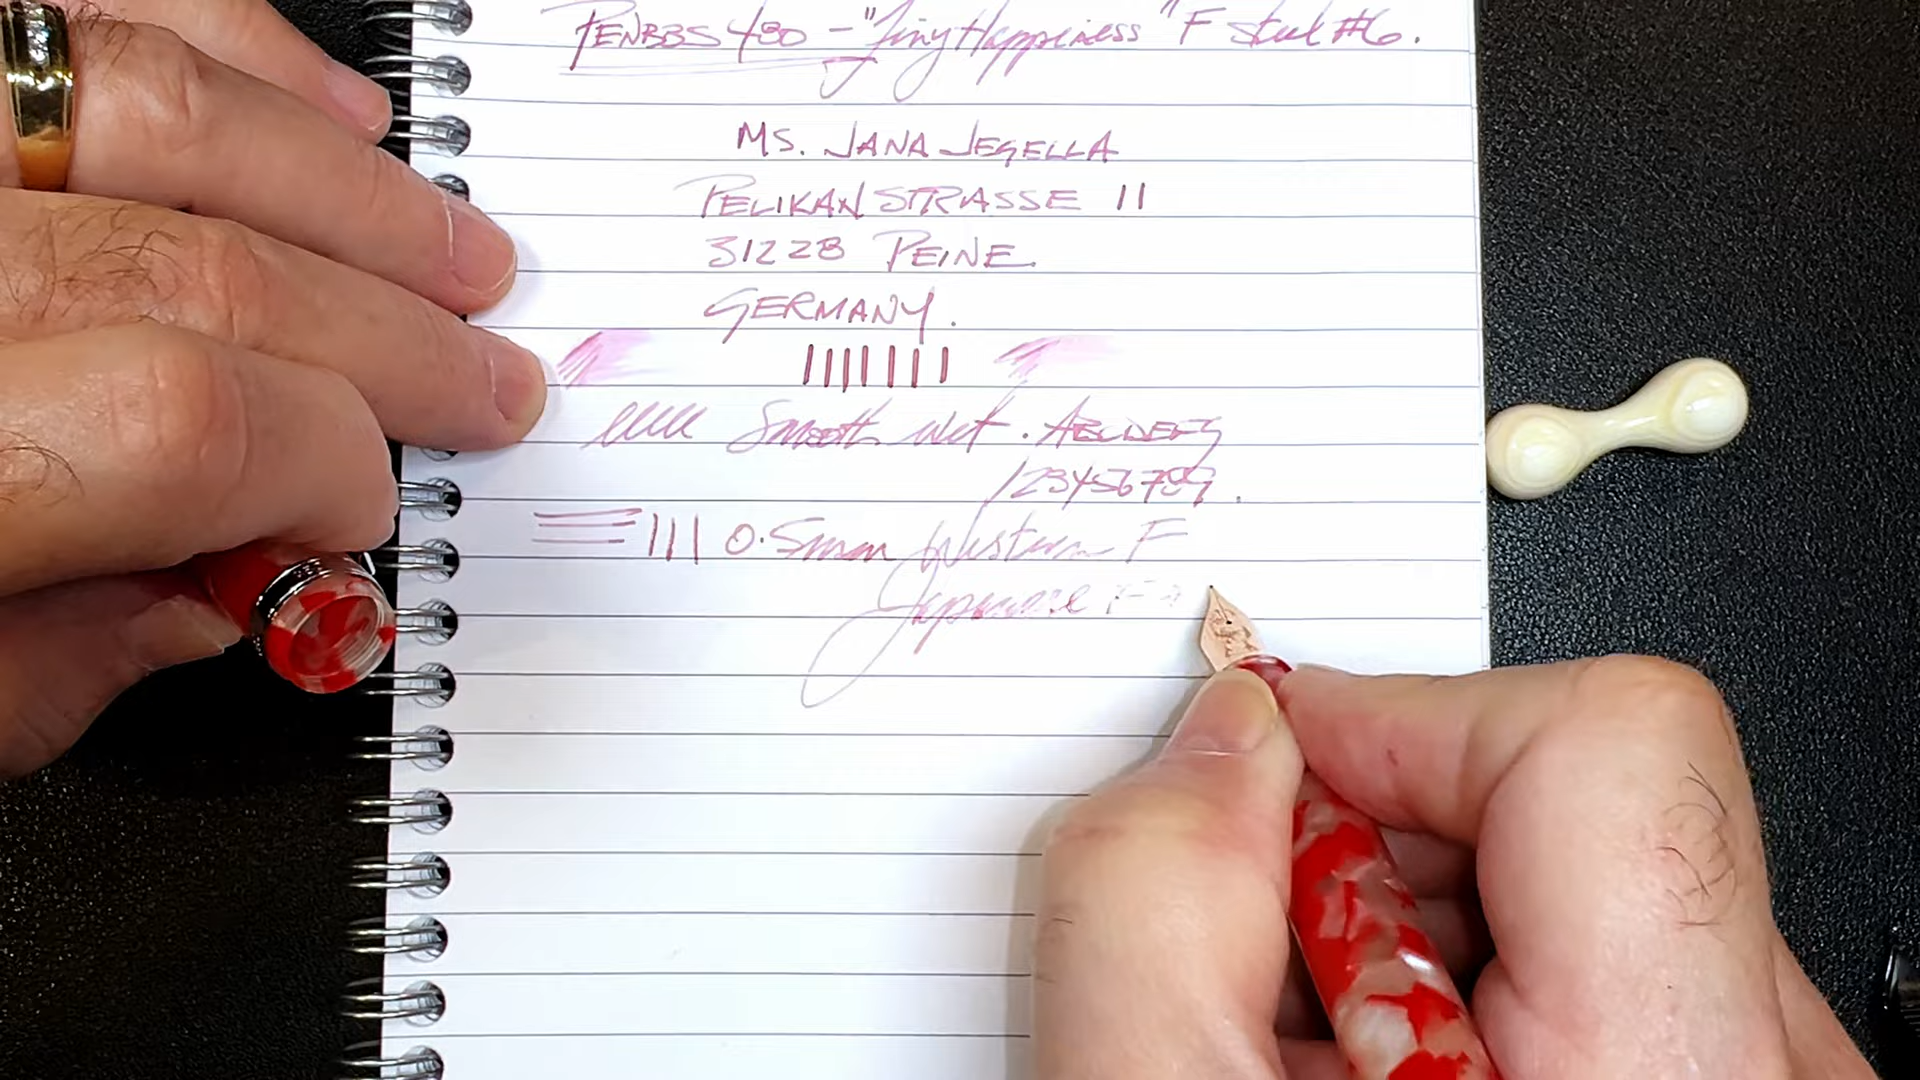 PENBBS 480 - "Tiny Happiness" F steel #6.
MS. JANA JESELLA
PELIKANSTRASSE 11
31228 PEINE.
GERMANY.
Smooth wet. ABCDEFG
123456789.
0.5mm Western F
Japanese F